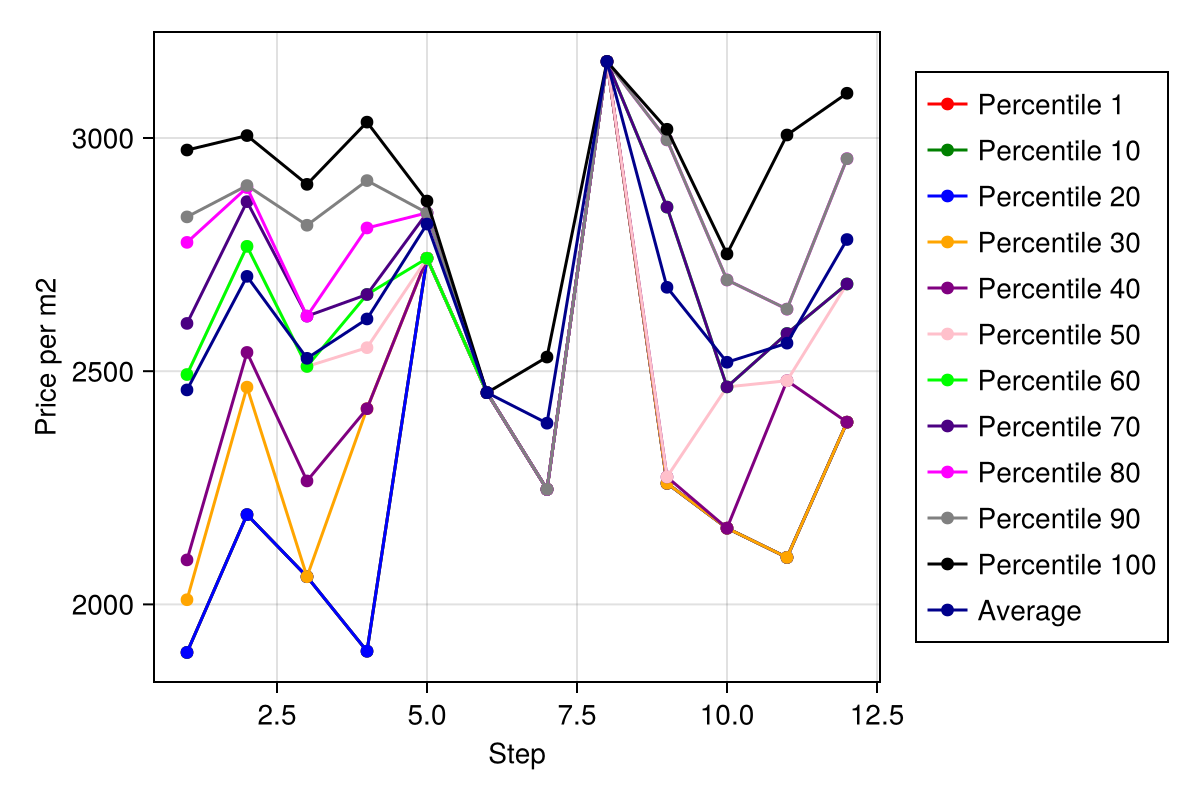 Price per m2
3000
2500
2000
2.5
5.0
7.5
10.0
12.5
Step
Percentile 1
Percentile 10
Percentile 20
Percentile 30
Percentile 40
Percentile 50
Percentile 60
Percentile 70
Percentile 80
Percentile 90
Percentile 100
Average